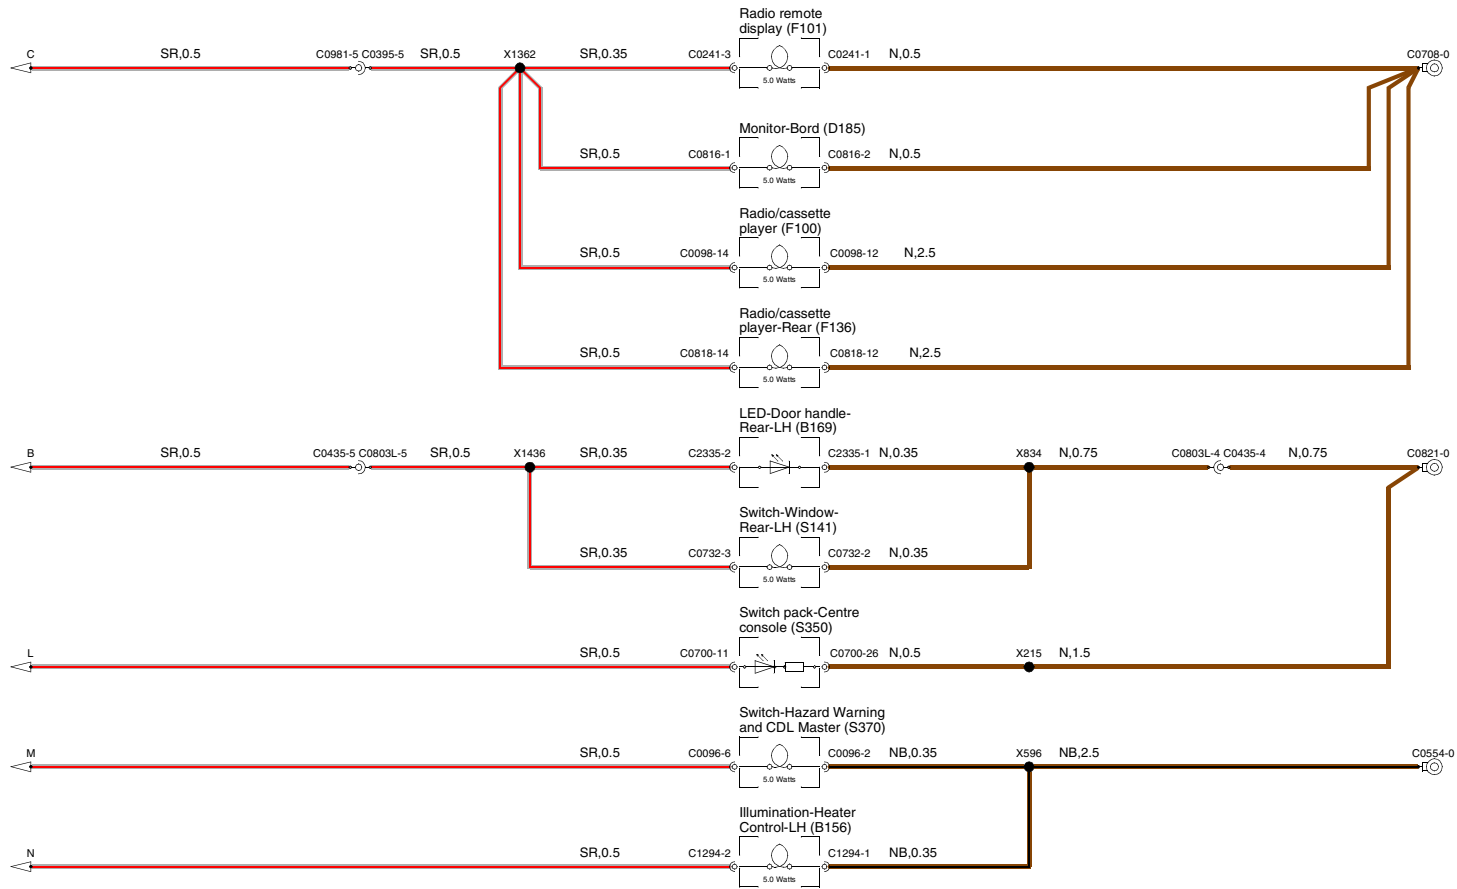 Radio remote
display (F101)
C
SR,0.5
C0981-5 C0395-5
SR,0.5
X1362
SR,0.35
C0241-3
C0241-1
N,0.5
C0708-0
5.0 Watts
Monitor-Bord (D185)
SR,0.5
C0816-1
C0816-2
N,0.5
5.0 Watts
Radio/cassette
player (F100)
SR,0.5
C0098-14
C0098-12
N,2.5
5.0 Watts
Radio/cassette
player-Rear (F136)
SR,0.5
C0818-14
C0818-12
N,2.5
5.0 Watts
LED-Door handle-
Rear-LH (B169)
B
SR,0.5
C0435-5 C0803L-5
SR,0.5
X1436
SR,0.35
C2335-2
C2335-1
N,0.35
X834
N,0.75
C0803L-4 C0435-4
N,0.75
C0821-0
Switch-Window-
Rear-LH (S141)
SR,0.35
C0732-3
C0732-2
N,0.35
5.0 Watts
Switch pack-Centre
console (S350)
L
SR,0.5
C0700-11
C0700-26
N,0.5
X215
N,1.5
Switch-Hazard Warning
and CDL Master (S370)
M
SR,0.5
C0096-6
C0096-2
NB,0.35
X596
NB,2.5
C0554-0
5.0 Watts
Illumination-Heater
Control-LH (B156)
N
SR,0.5
C1294-2
C1294-1
NB,0.35
5.0 Watts